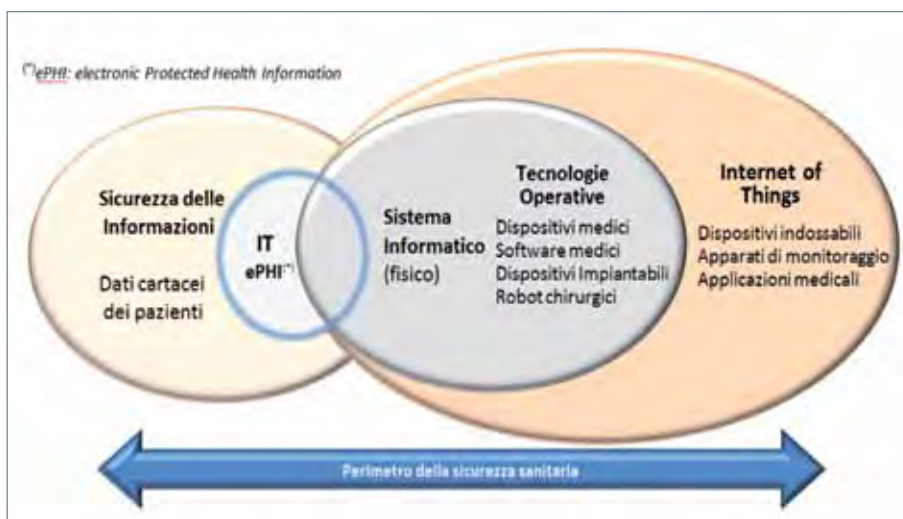 (*)ePHI: electronic Protected Health Information
Sicurezza delle
Informazioni
Dati cartacei
dei pazienti
IT
ePHI(*)
Sistema
Informatico
(fisico)
Tecnologie
Operative
Dispositivi medici
Software medici
Dispositivi Impiantabili
Robot chirurgici
Internet of
Things
Dispositivi indossabili
Apparati di monitoraggio
Applicazioni medicali
Perimetro della sicurezza sanitaria